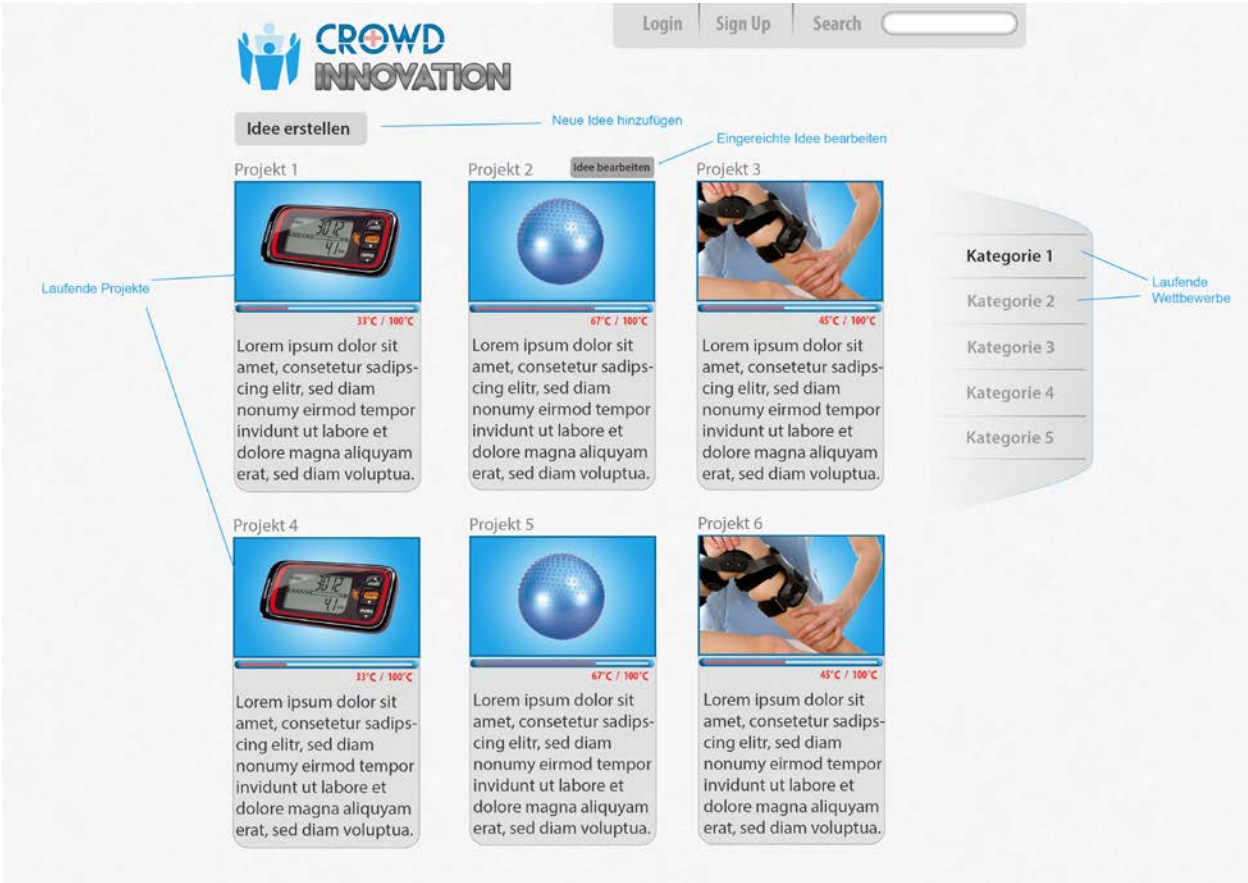 Login Sign Up Search
CROWD
INNOVATION
Idee erstellen
Neue Idee hinzufügen
Eingereichte Idee bearbeiten
Projekt 1
Projekt 2
Idee bearbeiten
Projekt 3
3012
4.1
33°C / 100°C
67°C / 100°C
45°C / 100°C
Laufende Projekte
Lorem ipsum dolor sit
amet, consetetur sadips-
cing elitr, sed diam
nonumy eirmod tempor
invidunt ut labore et
dolore magna aliquyam
erat, sed diam voluptua.
Lorem ipsum dolor sit
amet, consetetur sadips-
cing elitr, sed diam
nonumy eirmod tempor
invidunt ut labore et
dolore magna aliquyam
erat, sed diam voluptua.
Lorem ipsum dolor sit
amet, consetetur sadips-
cing elitr, sed diam
nonumy eirmod tempor
invidunt ut labore et
dolore magna aliquyam
erat, sed diam voluptua.
Kategorie 1
Kategorie 2
Kategorie 3
Kategorie 4
Kategorie 5
Laufende
Wettbewerbe
Projekt 4
Projekt 5
Projekt 6
3012
4.1
33°C / 100°C
67°C / 100°C
45°C / 100°C
Lorem ipsum dolor sit
amet, consetetur sadips-
cing elitr, sed diam
nonumy eirmod tempor
invidunt ut labore et
dolore magna aliquyam
erat, sed diam voluptua.
Lorem ipsum dolor sit
amet, consetetur sadips-
cing elitr, sed diam
nonumy eirmod tempor
invidunt ut labore et
dolore magna aliquyam
erat, sed diam voluptua.
Lorem ipsum dolor sit
amet, consetetur sadips-
cing elitr, sed diam
nonumy eirmod tempor
invidunt ut labore et
dolore magna aliquyam
erat, sed diam voluptua.